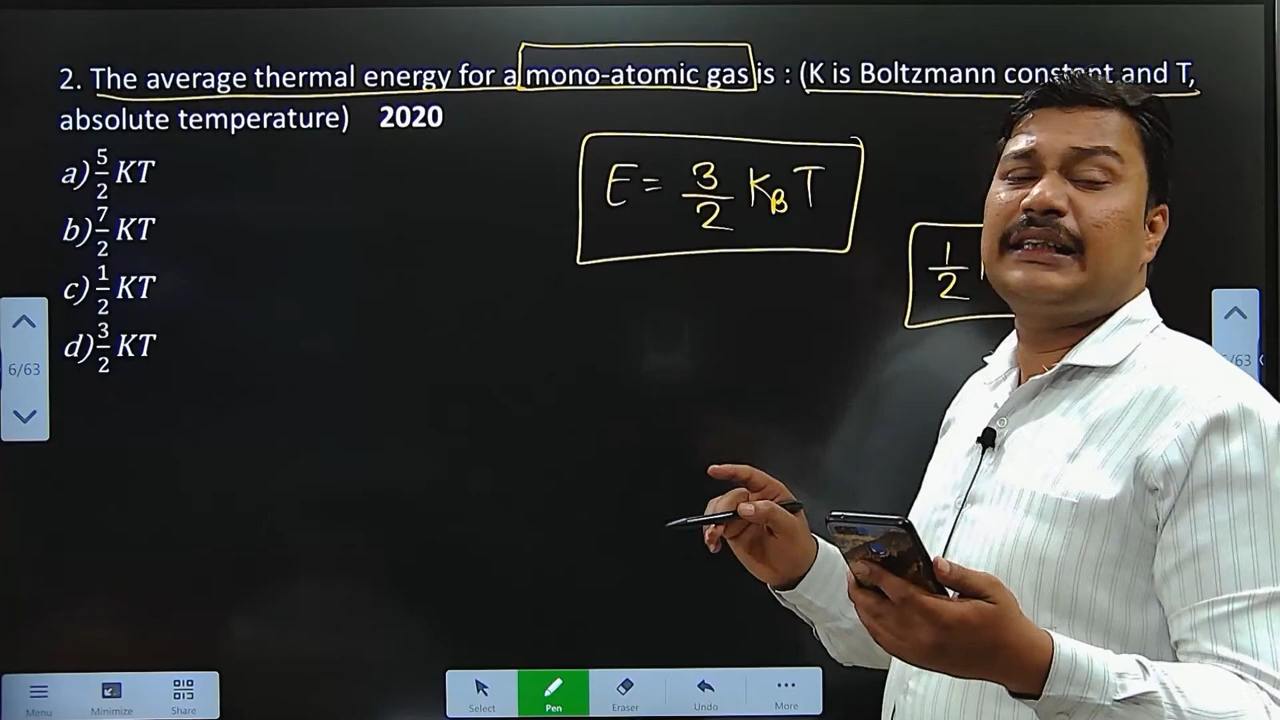 2. The average thermal energy for a mono-atomic gas is : (K is Boltzmann constant and T,
absolute temperature) 2020
E = 3/2 K_B T
a) 5/2 KT
b) 7/2 KT
c) 1/2 KT
d) 3/2 KT
1/2
6/63
/63
Menu
Minimize
Share
Select
Pen
Eraser
Undo
More